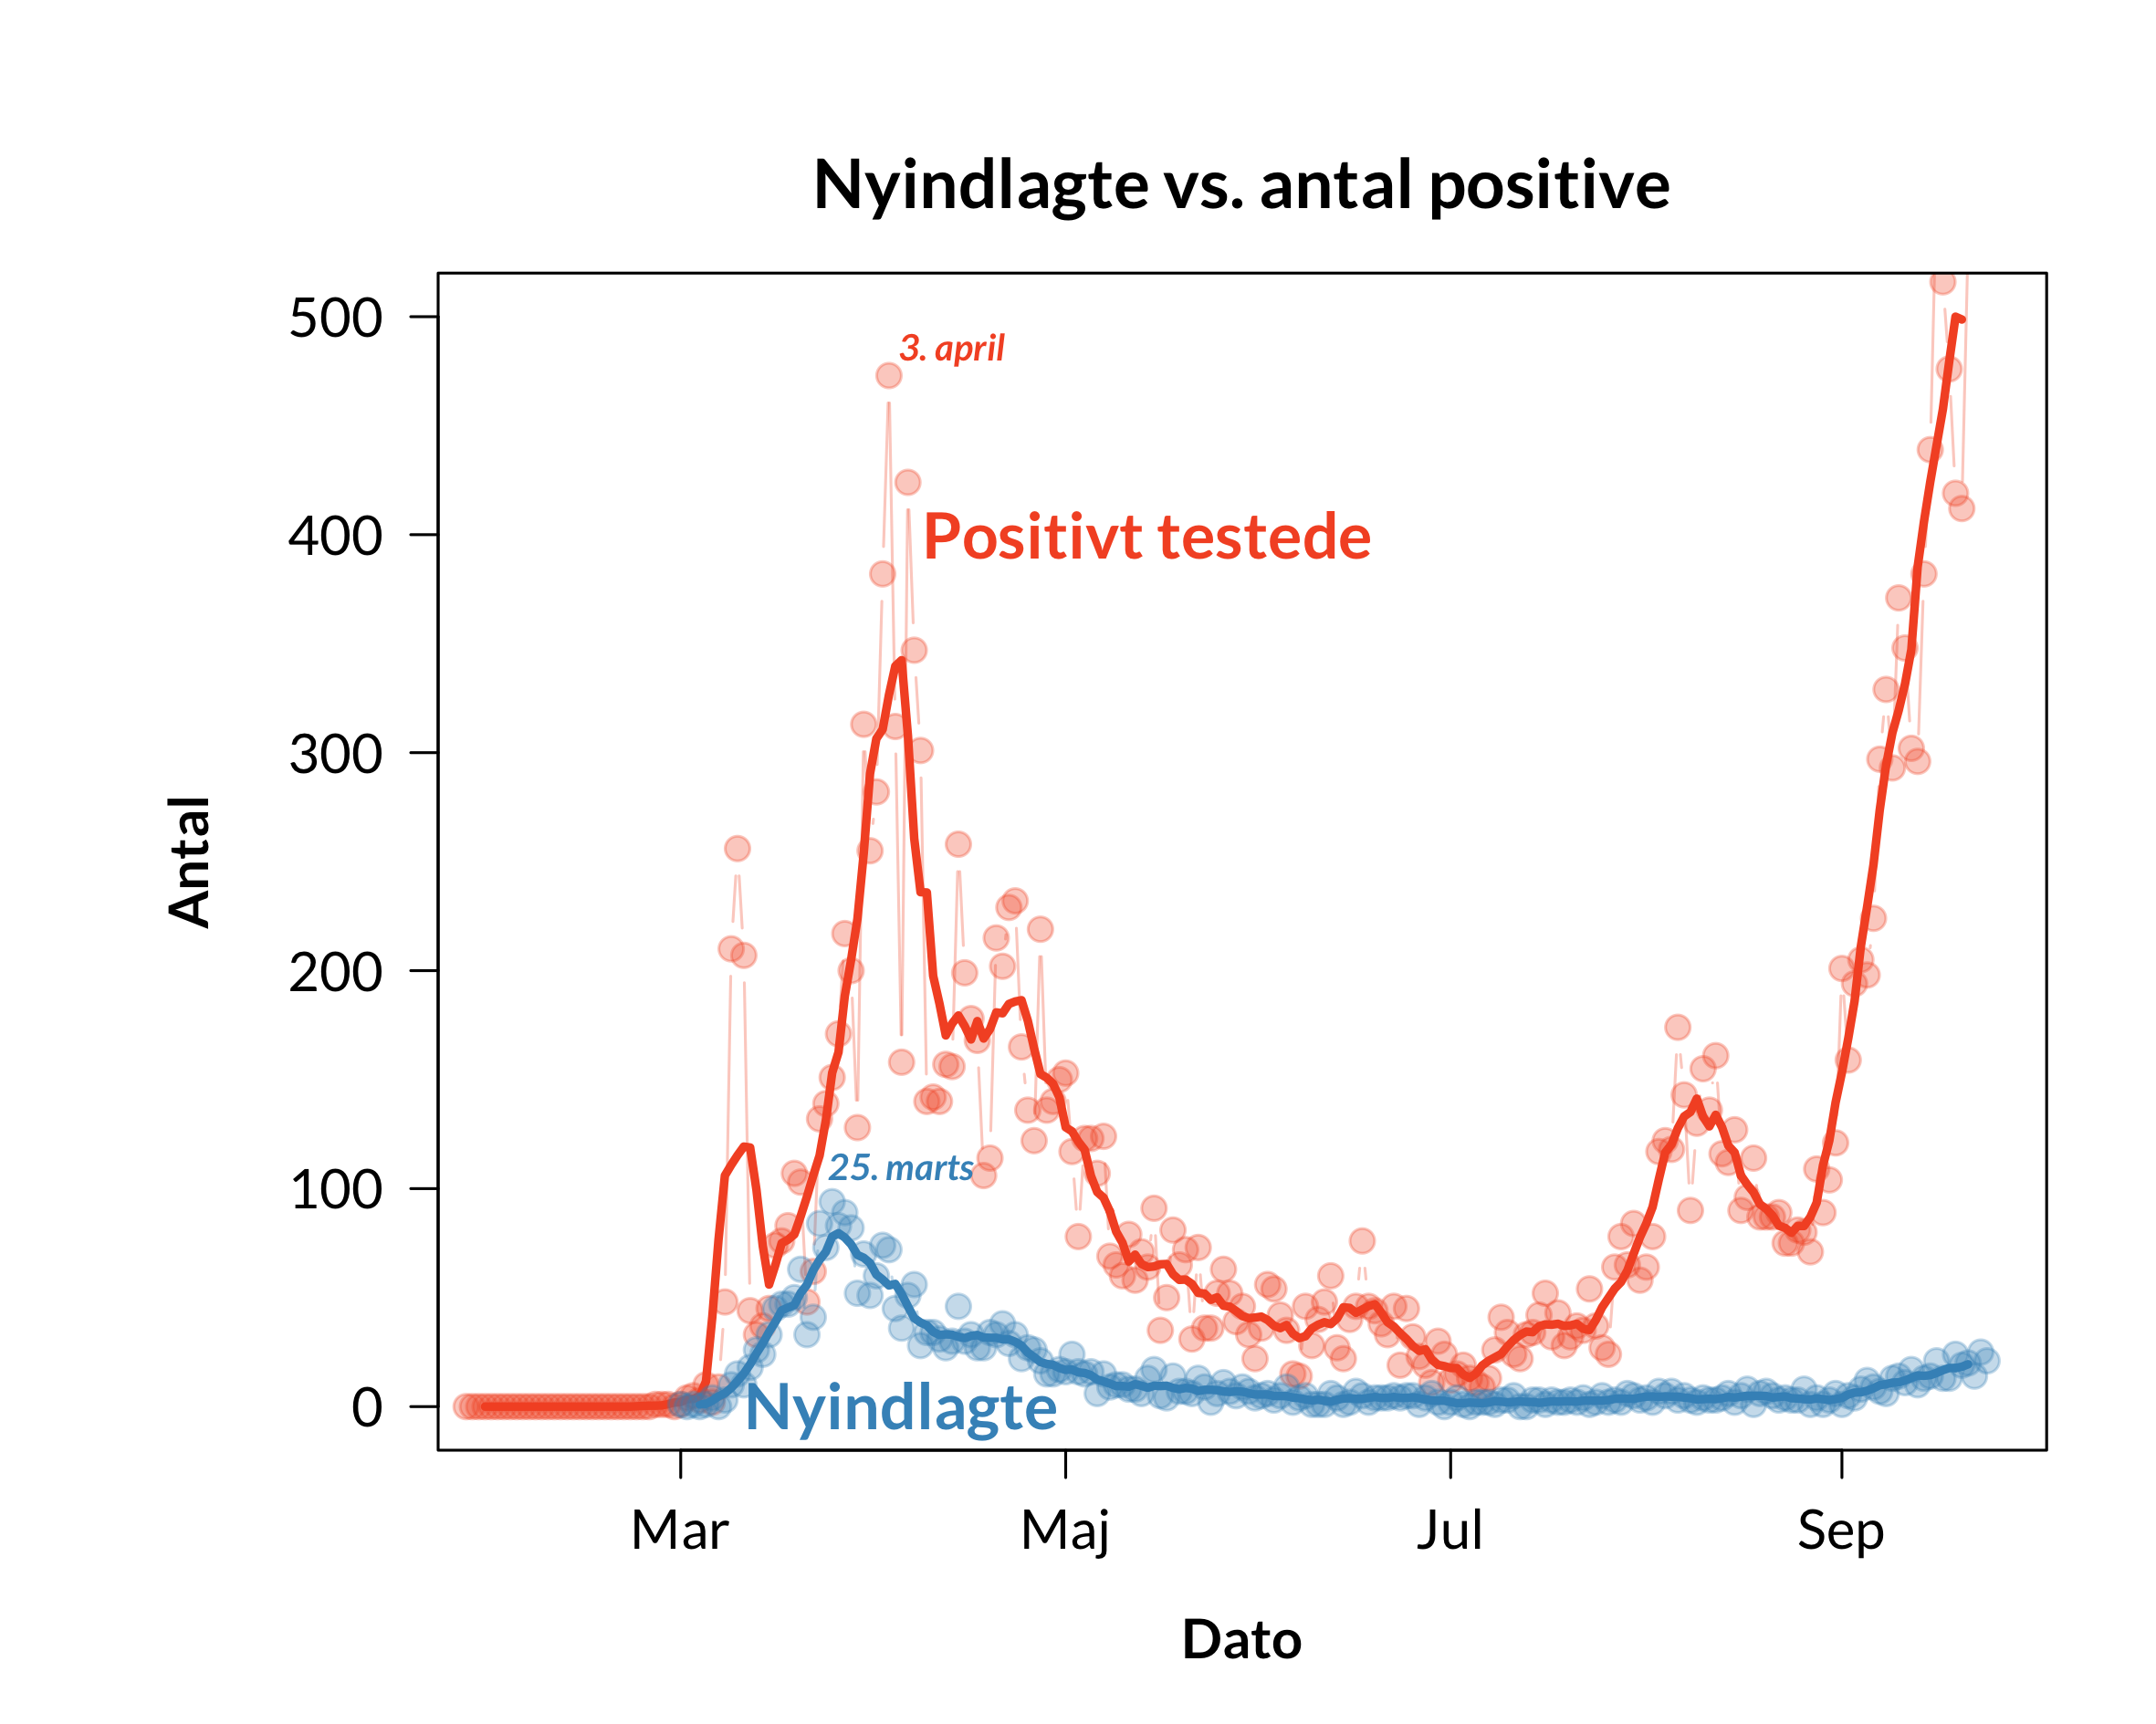 Nyindlagte vs. antal positive
500
400
300
200
100
0
Antal
3. april
Positivt testede
25. marts
Nyindlagte
Mar
Maj
Jul
Sep
Dato